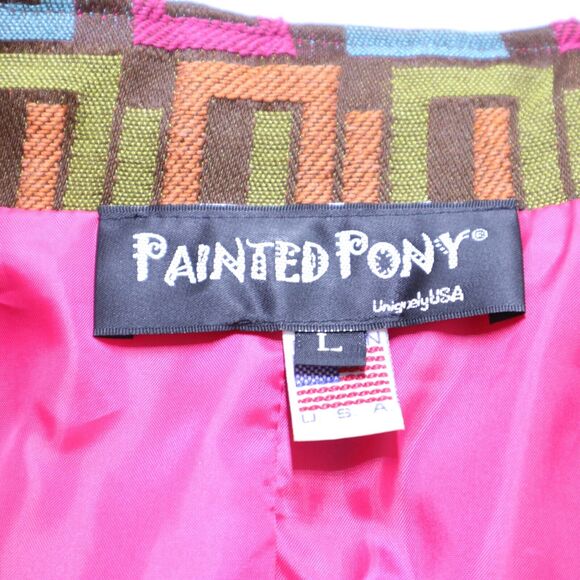 PAINTED PONY®
Uniquely USA
L
N
U S A